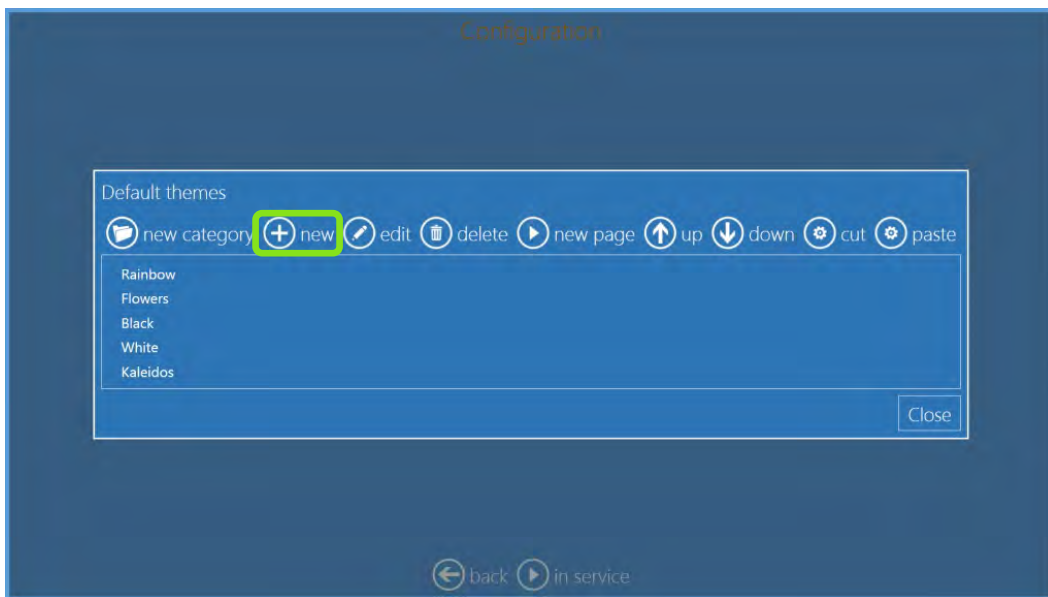 Configuration
Default themes
new category new edit delete new page up down cut paste
Rainbow
Flowers
Black
White
Kaleidos
Close
back in service